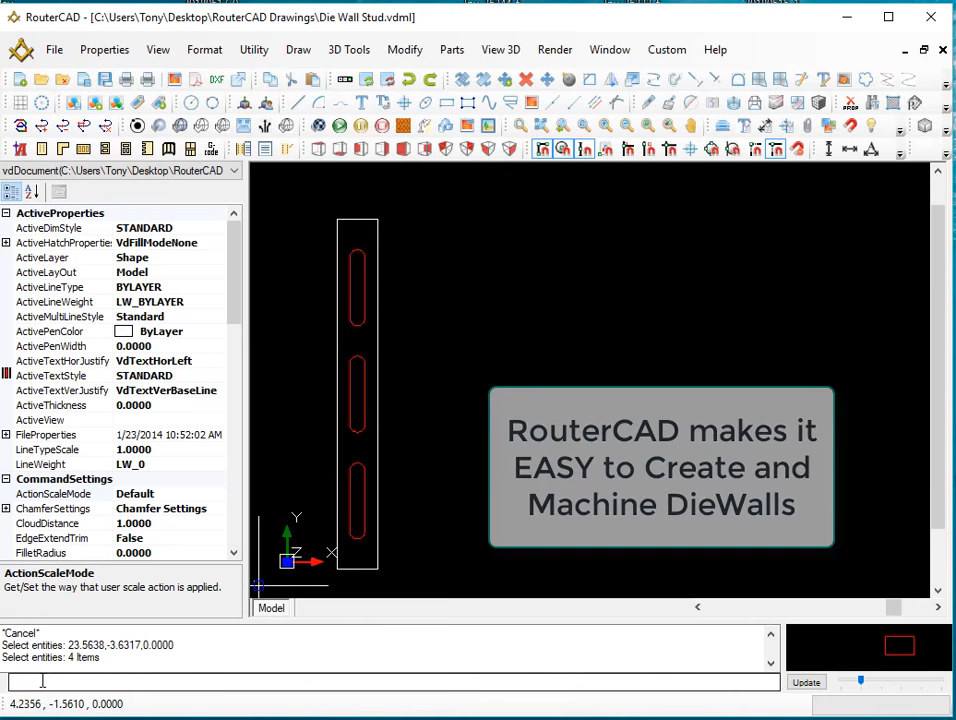 RouterCAD - [C:\Users\Tony\Desktop\RouterCAD Drawings\Die Wall Stud.vdml]
File Properties View Format Utility Draw 3D Tools Modify Parts View 3D Render Window Custom Help
vdDocument(C:\Users\Tony\Desktop\RouterCAD
ActiveProperties
ActiveDimStyle STANDARD
ActiveHatchProperties VdFillModeNone
ActiveLayer Shape
ActiveLayOut Model
ActiveLineType BYLAYER
ActiveLineWeight LW_BYLAYER
ActiveMultiLineStyle Standard
ActivePenColor ByLayer
ActivePenWidth 0.0000
ActiveTextHorJustify VdTextHorLeft
ActiveTextStyle STANDARD
ActiveTextVerJustify VdTextVerBaseLine
ActiveThickness 0.0000
ActiveView
FileProperties 1/23/2014 10:52:02 AM
LineTypeScale 1.0000
LineWeight LW_0
CommandSettings
ActionScaleMode Default
ChamferSettings Chamfer Settings
CloudDistance 1.0000
EdgeExtendTrim False
FilletRadius 0.0000
ActionScaleMode
Get/Set the way that user scale action is applied.
RouterCAD makes it
EASY to Create and
Machine DieWalls
Y
Z X
Model
*Cancel*
Select entities: 23.5638,-3.6317,0.0000
Select entities: 4 Items
Update
4.2356 , -1.5610 , 0.0000